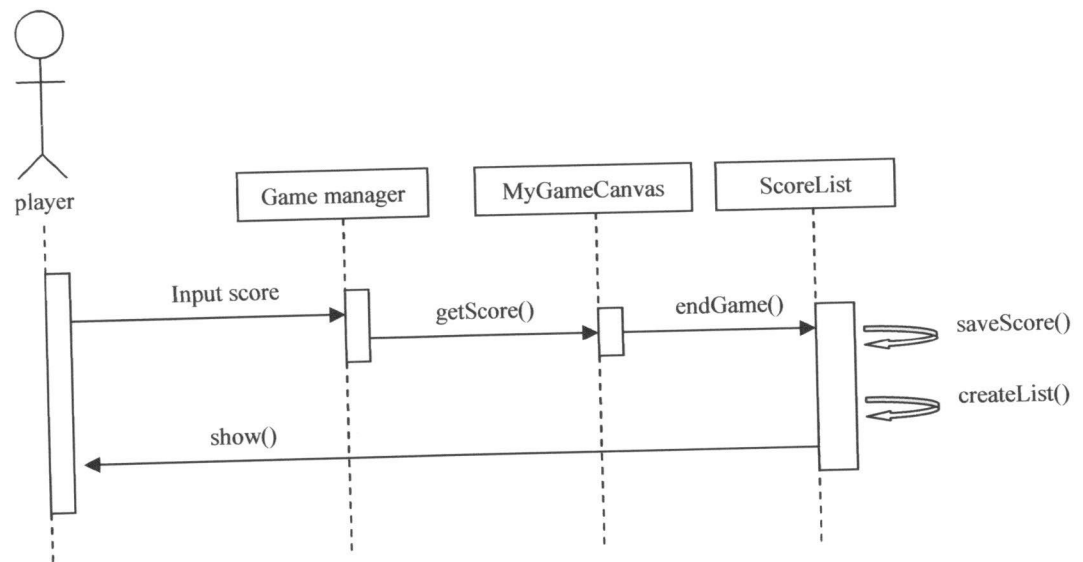 player
Game manager
MyGameCanvas
ScoreList
Input score
getScore()
endGame()
saveScore()
createList()
show()